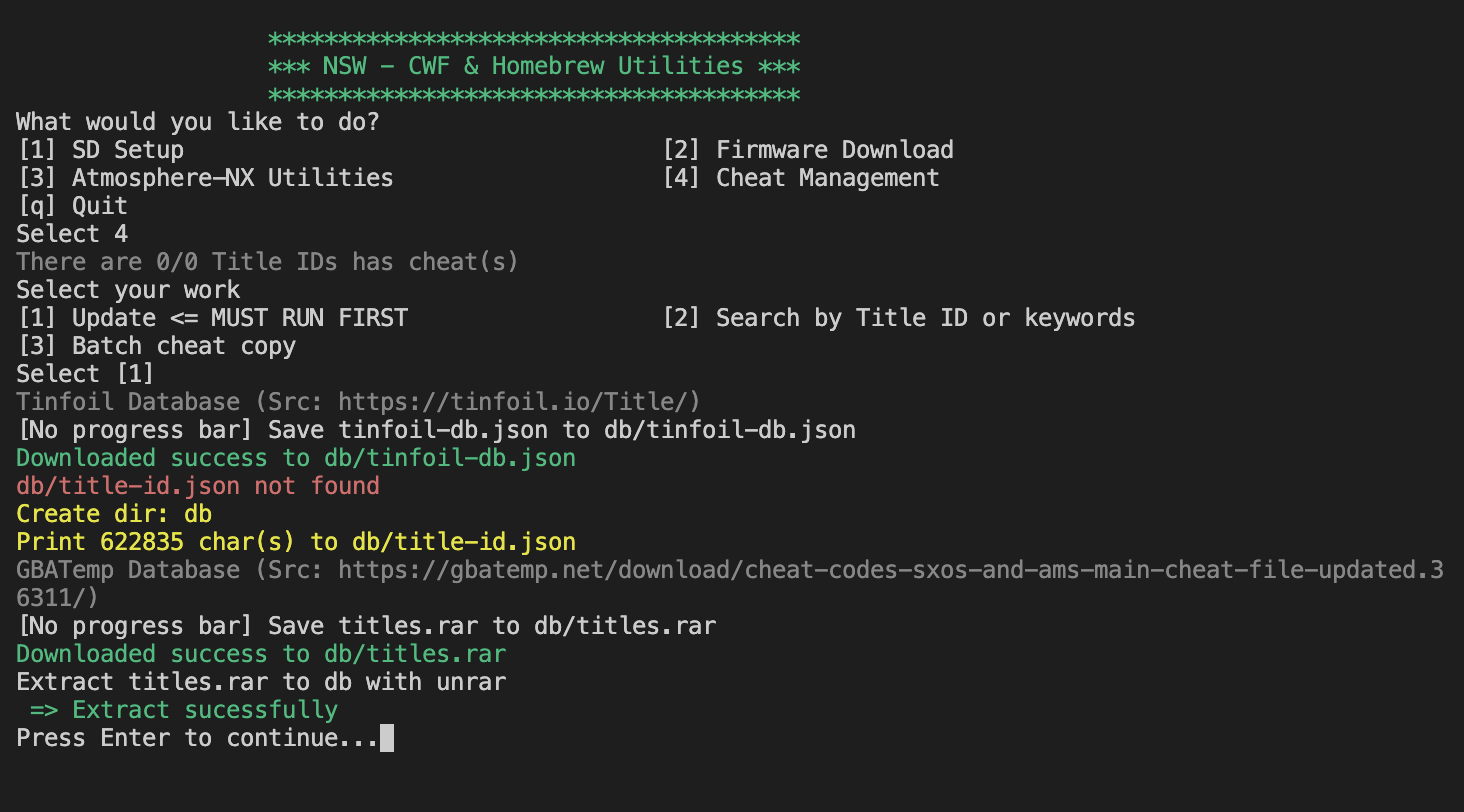 **************************************
*** NSW - CWF & Homebrew Utilities ***
**************************************
What would you like to do?
[1] SD Setup [2] Firmware Download
[3] Atmosphere-NX Utilities [4] Cheat Management
[q] Quit
Select 4
There are 0/0 Title IDs has cheat(s)
Select your work
[1] Update <= MUST RUN FIRST [2] Search by Title ID or keywords
[3] Batch cheat copy
Select [1]
Tinfoil Database (Src: https://tinfoil.io/Title/)
[No progress bar] Save tinfoil-db.json to db/tinfoil-db.json
Downloaded success to db/tinfoil-db.json
db/title-id.json not found
Create dir: db
Print 622835 char(s) to db/title-id.json
GBATemp Database (Src: https://gbatemp.net/download/cheat-codes-sxos-and-ams-main-cheat-file-updated.3
6311/)
[No progress bar] Save titles.rar to db/titles.rar
Downloaded success to db/titles.rar
Extract titles.rar to db with unrar
=> Extract sucessfully
Press Enter to continue...